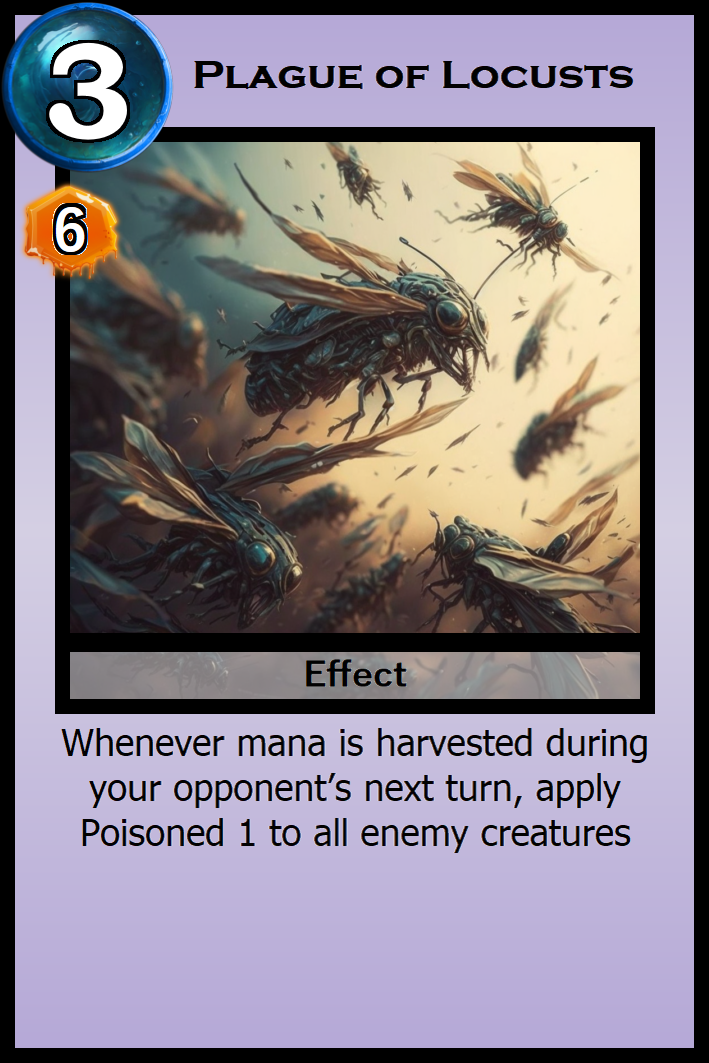 3
Plague of Locusts
6
Effect
Whenever mana is harvested during
your opponent’s next turn, apply
Poisoned 1 to all enemy creatures